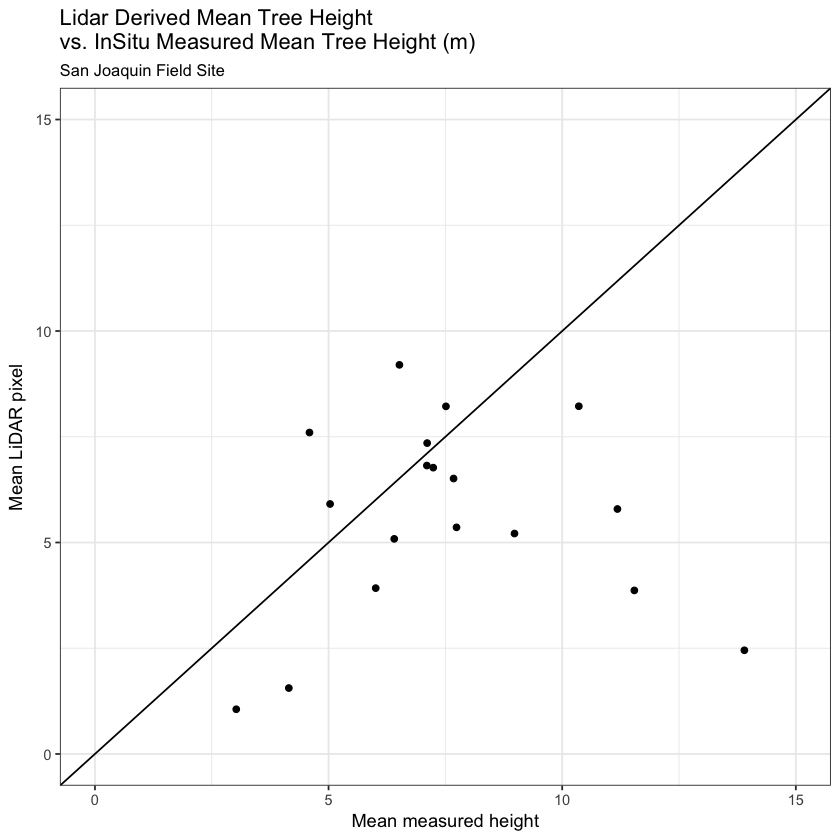 Lidar Derived Mean Tree Height
vs. InSitu Measured Mean Tree Height (m)
San Joaquin Field Site
15
10
5
0
Mean LiDAR pixel
0
5
10
15
Mean measured height